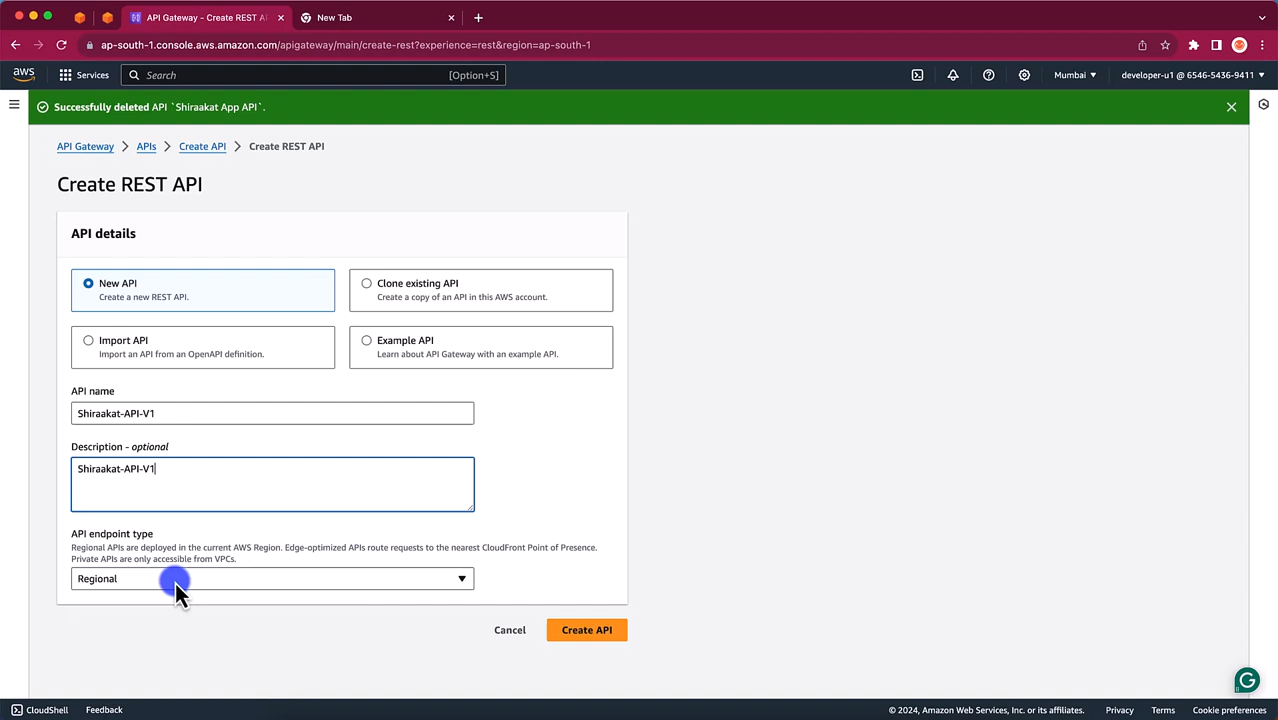 API Gateway - Create REST A
New Tab
ap-south-1.console.aws.amazon.com/apigateway/main/create-rest?experience=rest&region=ap-south-1
aws
Services
Search
[Option+S]
Mumbai
developer-u1 @ 6546-5436-9411
Successfully deleted API `Shiraakat App API`.
API Gateway
APIs
Create API
Create REST API
Create REST API
API details
New API
Create a new REST API.
Clone existing API
Create a copy of an API in this AWS account.
Import API
Import an API from an OpenAPI definition.
Example API
Learn about API Gateway with an example API.
API name
Shiraakat-API-V1
Description - optional
Shiraakat-API-V1
API endpoint type
Regional APIs are deployed in the current AWS Region. Edge-optimized APIs route requests to the nearest CloudFront Point of Presence.
Private APIs are only accessible from VPCs.
Regional
Cancel
Create API
CloudShell
Feedback
© 2024, Amazon Web Services, Inc. or its affiliates.
Privacy
Terms
Cookie preferences